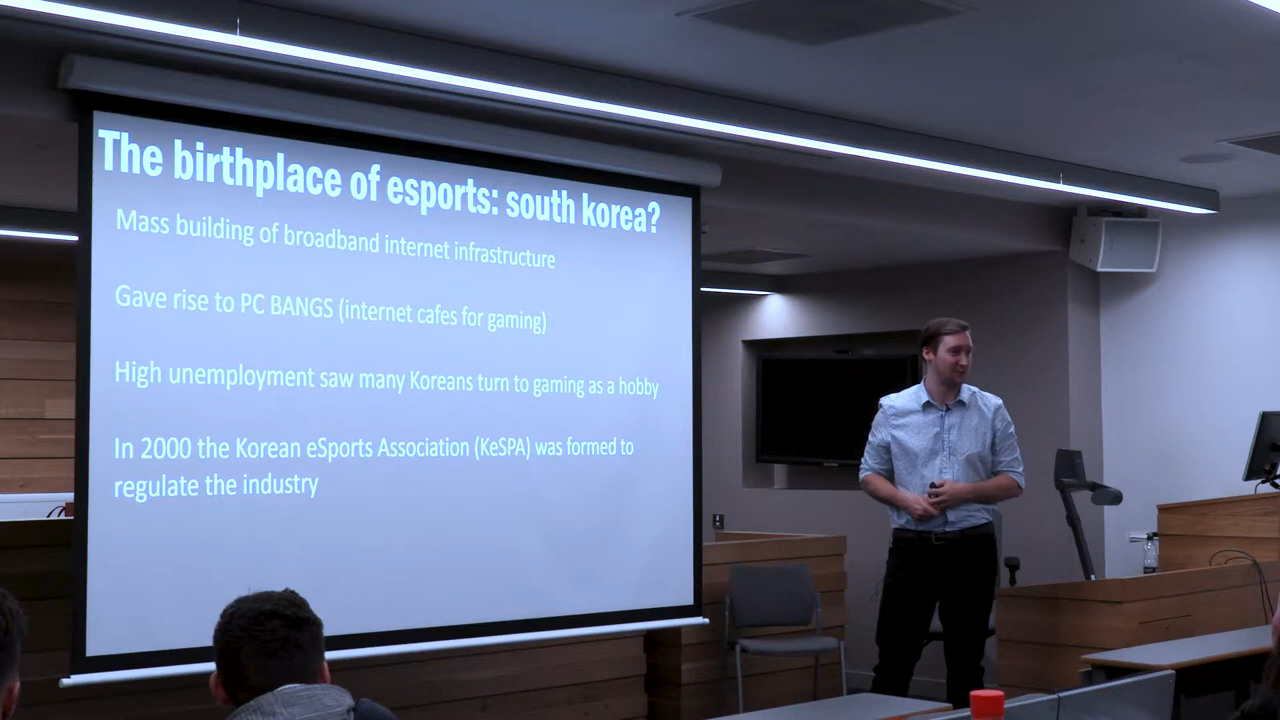 The birthplace of esports: south korea?
Mass building of broadband internet infrastructure
Gave rise to PC BANGS (internet cafes for gaming)
High unemployment saw many Koreans turn to gaming as a hobby
In 2000 the Korean eSports Association (KeSPA) was formed to
regulate the industry